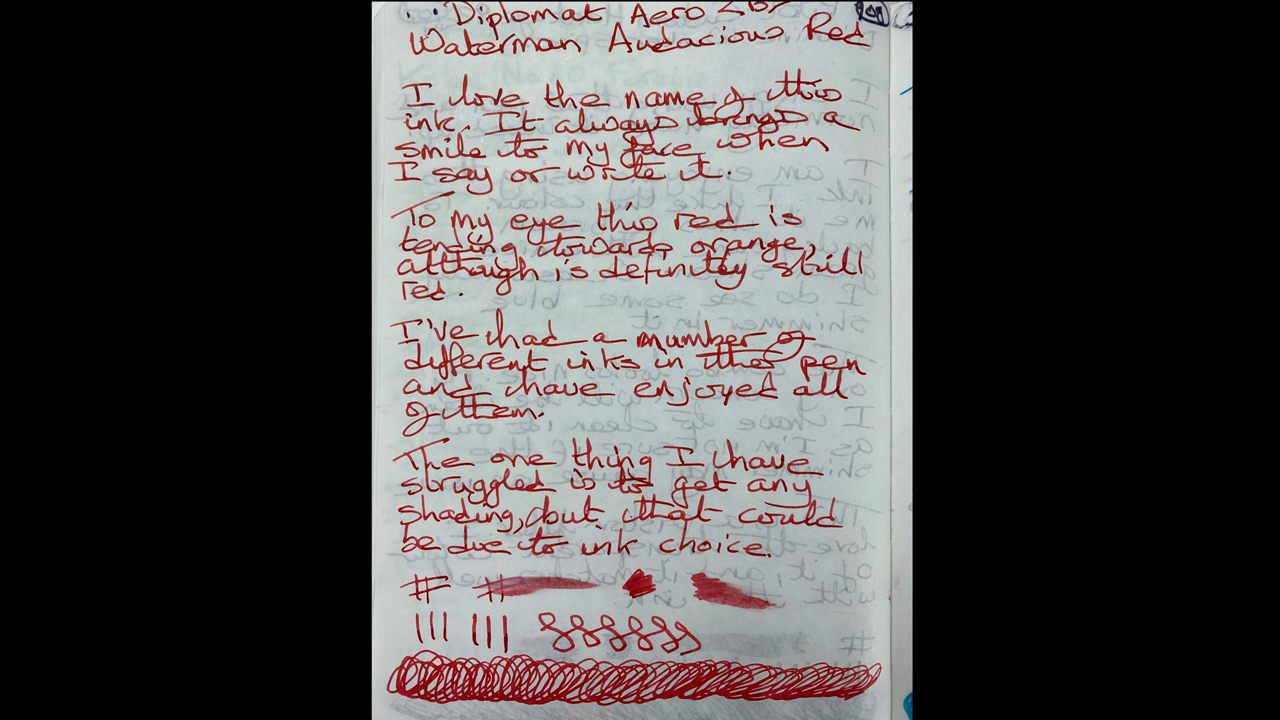 Diplomat Aero
Waterman Audacious Red
I love the name of this
ink. It always brings a
smile to my face when
I say or write it.
To my eye this red is
tending towards orange,
although is definitely still
red.
I've had a number of
different inks in this pen
and have enjoyed all
of them.
The one thing I have
struggled is to get any
shading, but that could
be due to ink choice.
# #